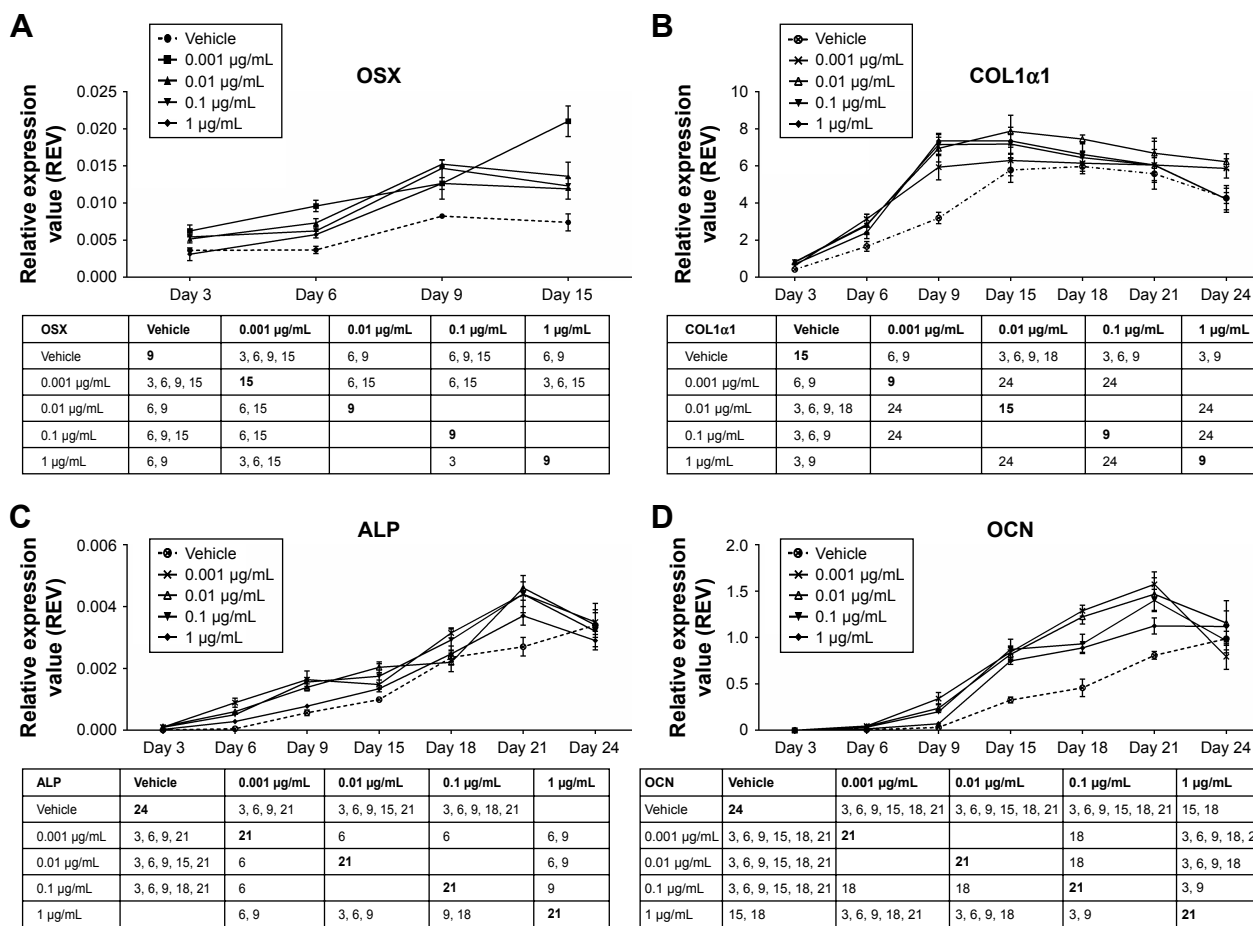 A
Vehicle
0.001 µg/mL
0.01 µg/mL
0.1 µg/mL
1 µg/mL
OSX
Relative expression
value (REV)
0.025
0.020
0.015
0.010
0.005
0.000
Day 3 Day 6 Day 9 Day 15
OSX Vehicle 0.001 µg/mL 0.01 µg/mL 0.1 µg/mL 1 µg/mL
Vehicle 9 3, 6, 9, 15 6, 9 6, 9, 15 6, 9
0.001 µg/mL 3, 6, 9, 15 15 6, 15 6, 15 3, 6, 15
0.01 µg/mL 6, 9 6, 15 9
0.1 µg/mL 6, 9, 15 6, 15 9
1 µg/mL 6, 9 3, 6, 15 3 9
B
Vehicle
0.001 µg/mL
0.01 µg/mL
0.1 µg/mL
1 µg/mL
COL1α1
Relative expression
value (REV)
10
8
6
4
2
0
Day 3 Day 6 Day 9 Day 15 Day 18 Day 21 Day 24
COL1α1 Vehicle 0.001 µg/mL 0.01 µg/mL 0.1 µg/mL 1 µg/mL
Vehicle 15 6, 9 3, 6, 9, 18 3, 6, 9 3, 9
0.001 µg/mL 6, 9 9 24 24
0.01 µg/mL 3, 6, 9, 18 24 15 24
0.1 µg/mL 3, 6, 9 24 9 24
1 µg/mL 3, 9 24 24 9
C
Vehicle
0.001 µg/mL
0.01 µg/mL
0.1 µg/mL
1 µg/mL
ALP
Relative expression
value (REV)
0.006
0.004
0.002
0.000
Day 3 Day 6 Day 9 Day 15 Day 18 Day 21 Day 24
ALP Vehicle 0.001 µg/mL 0.01 µg/mL 0.1 µg/mL 1 µg/mL
Vehicle 24 3, 6, 9, 21 3, 6, 9, 15, 21 3, 6, 9, 18, 21
0.001 µg/mL 3, 6, 9, 21 21 6 6 6, 9
0.01 µg/mL 3, 6, 9, 15, 21 6 21 6, 9
0.1 µg/mL 3, 6, 9, 18, 21 6 21 9
1 µg/mL 6, 9 3, 6, 9 9, 18 21
D
Vehicle
0.001 µg/mL
0.01 µg/mL
0.1 µg/mL
1 µg/mL
OCN
Relative expression
value (REV)
2.0
1.5
1.0
0.5
0
Day 3 Day 6 Day 9 Day 15 Day 18 Day 21 Day 24
OCN Vehicle 0.001 µg/mL 0.01 µg/mL 0.1 µg/mL 1 µg/mL
Vehicle 24 3, 6, 9, 15, 18, 21 3, 6, 9, 15, 18, 21 3, 6, 9, 15, 18, 21 15, 18
0.001 µg/mL 3, 6, 9, 15, 18, 21 21 18 3, 6, 9, 18,
0.01 µg/mL 3, 6, 9, 15, 18, 21 21 18 3, 6, 9, 18
0.1 µg/mL 3, 6, 9, 15, 18, 21 18 18 21 3, 9
1 µg/mL 15, 18 3, 6, 9, 18, 21 3, 6, 9, 18 3, 9 21